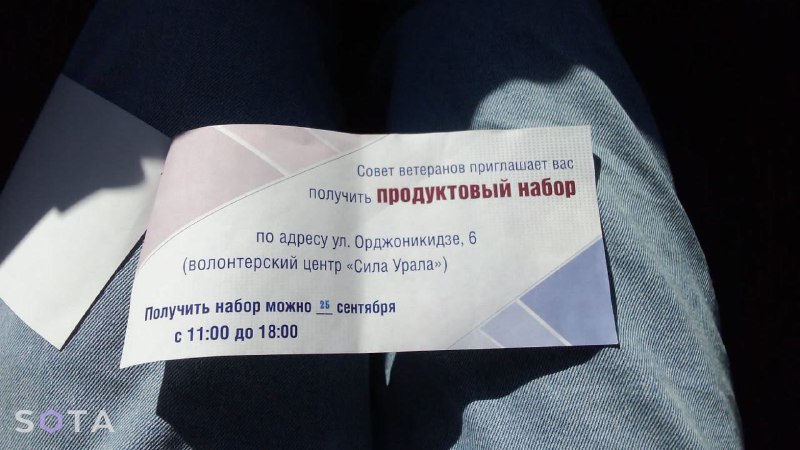 Совет ветеранов приглашает вас
получить продуктовый набор
по адресу ул. Орджоникидзе, 6
(волонтерский центр «Сила Урала»)
Получить набор можно 25 сентября
с 11:00 до 18:00
SOTA